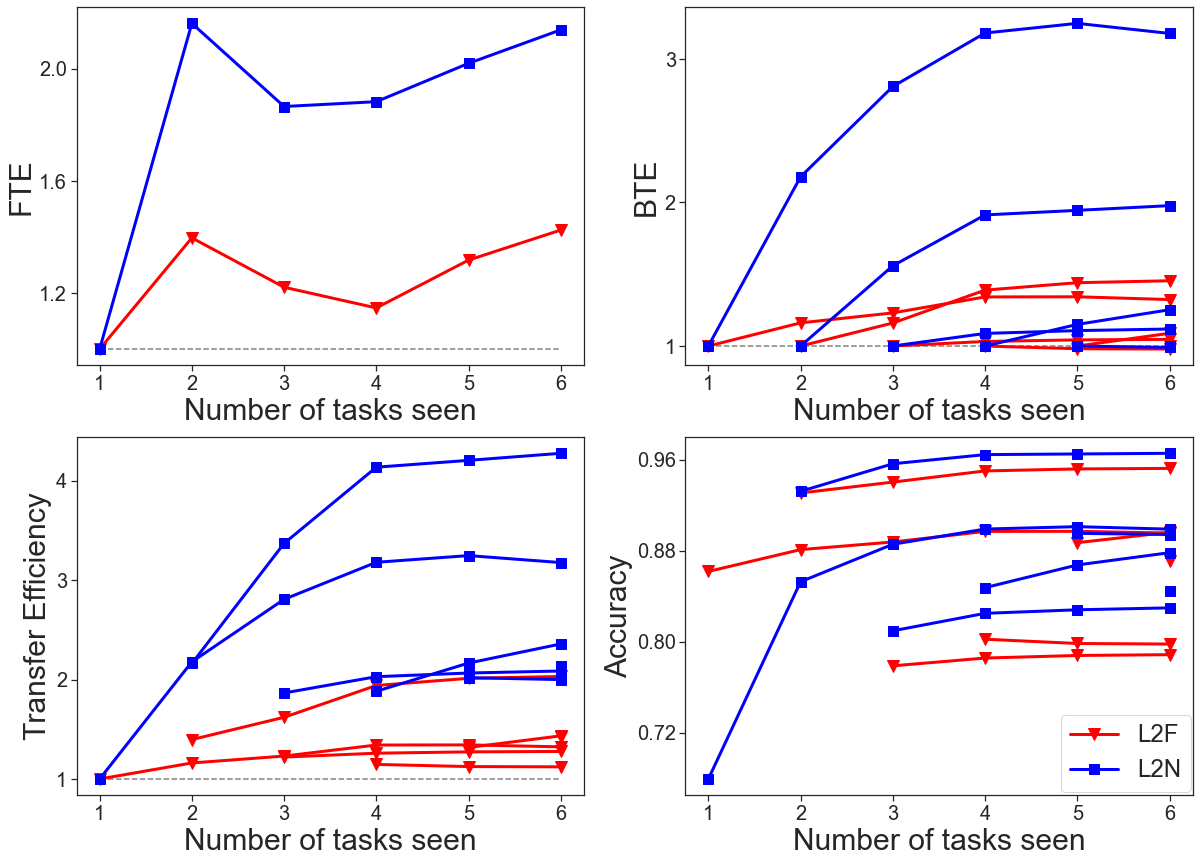 FTE
2.0
1.6
1.2
1 2 3 4 5 6
Number of tasks seen
BTE
3
2
1
1 2 3 4 5 6
Number of tasks seen
Transfer Efficiency
4
3
2
1
1 2 3 4 5 6
Number of tasks seen
Accuracy
0.96
0.88
0.80
0.72
L2F
L2N
1 2 3 4 5 6
Number of tasks seen